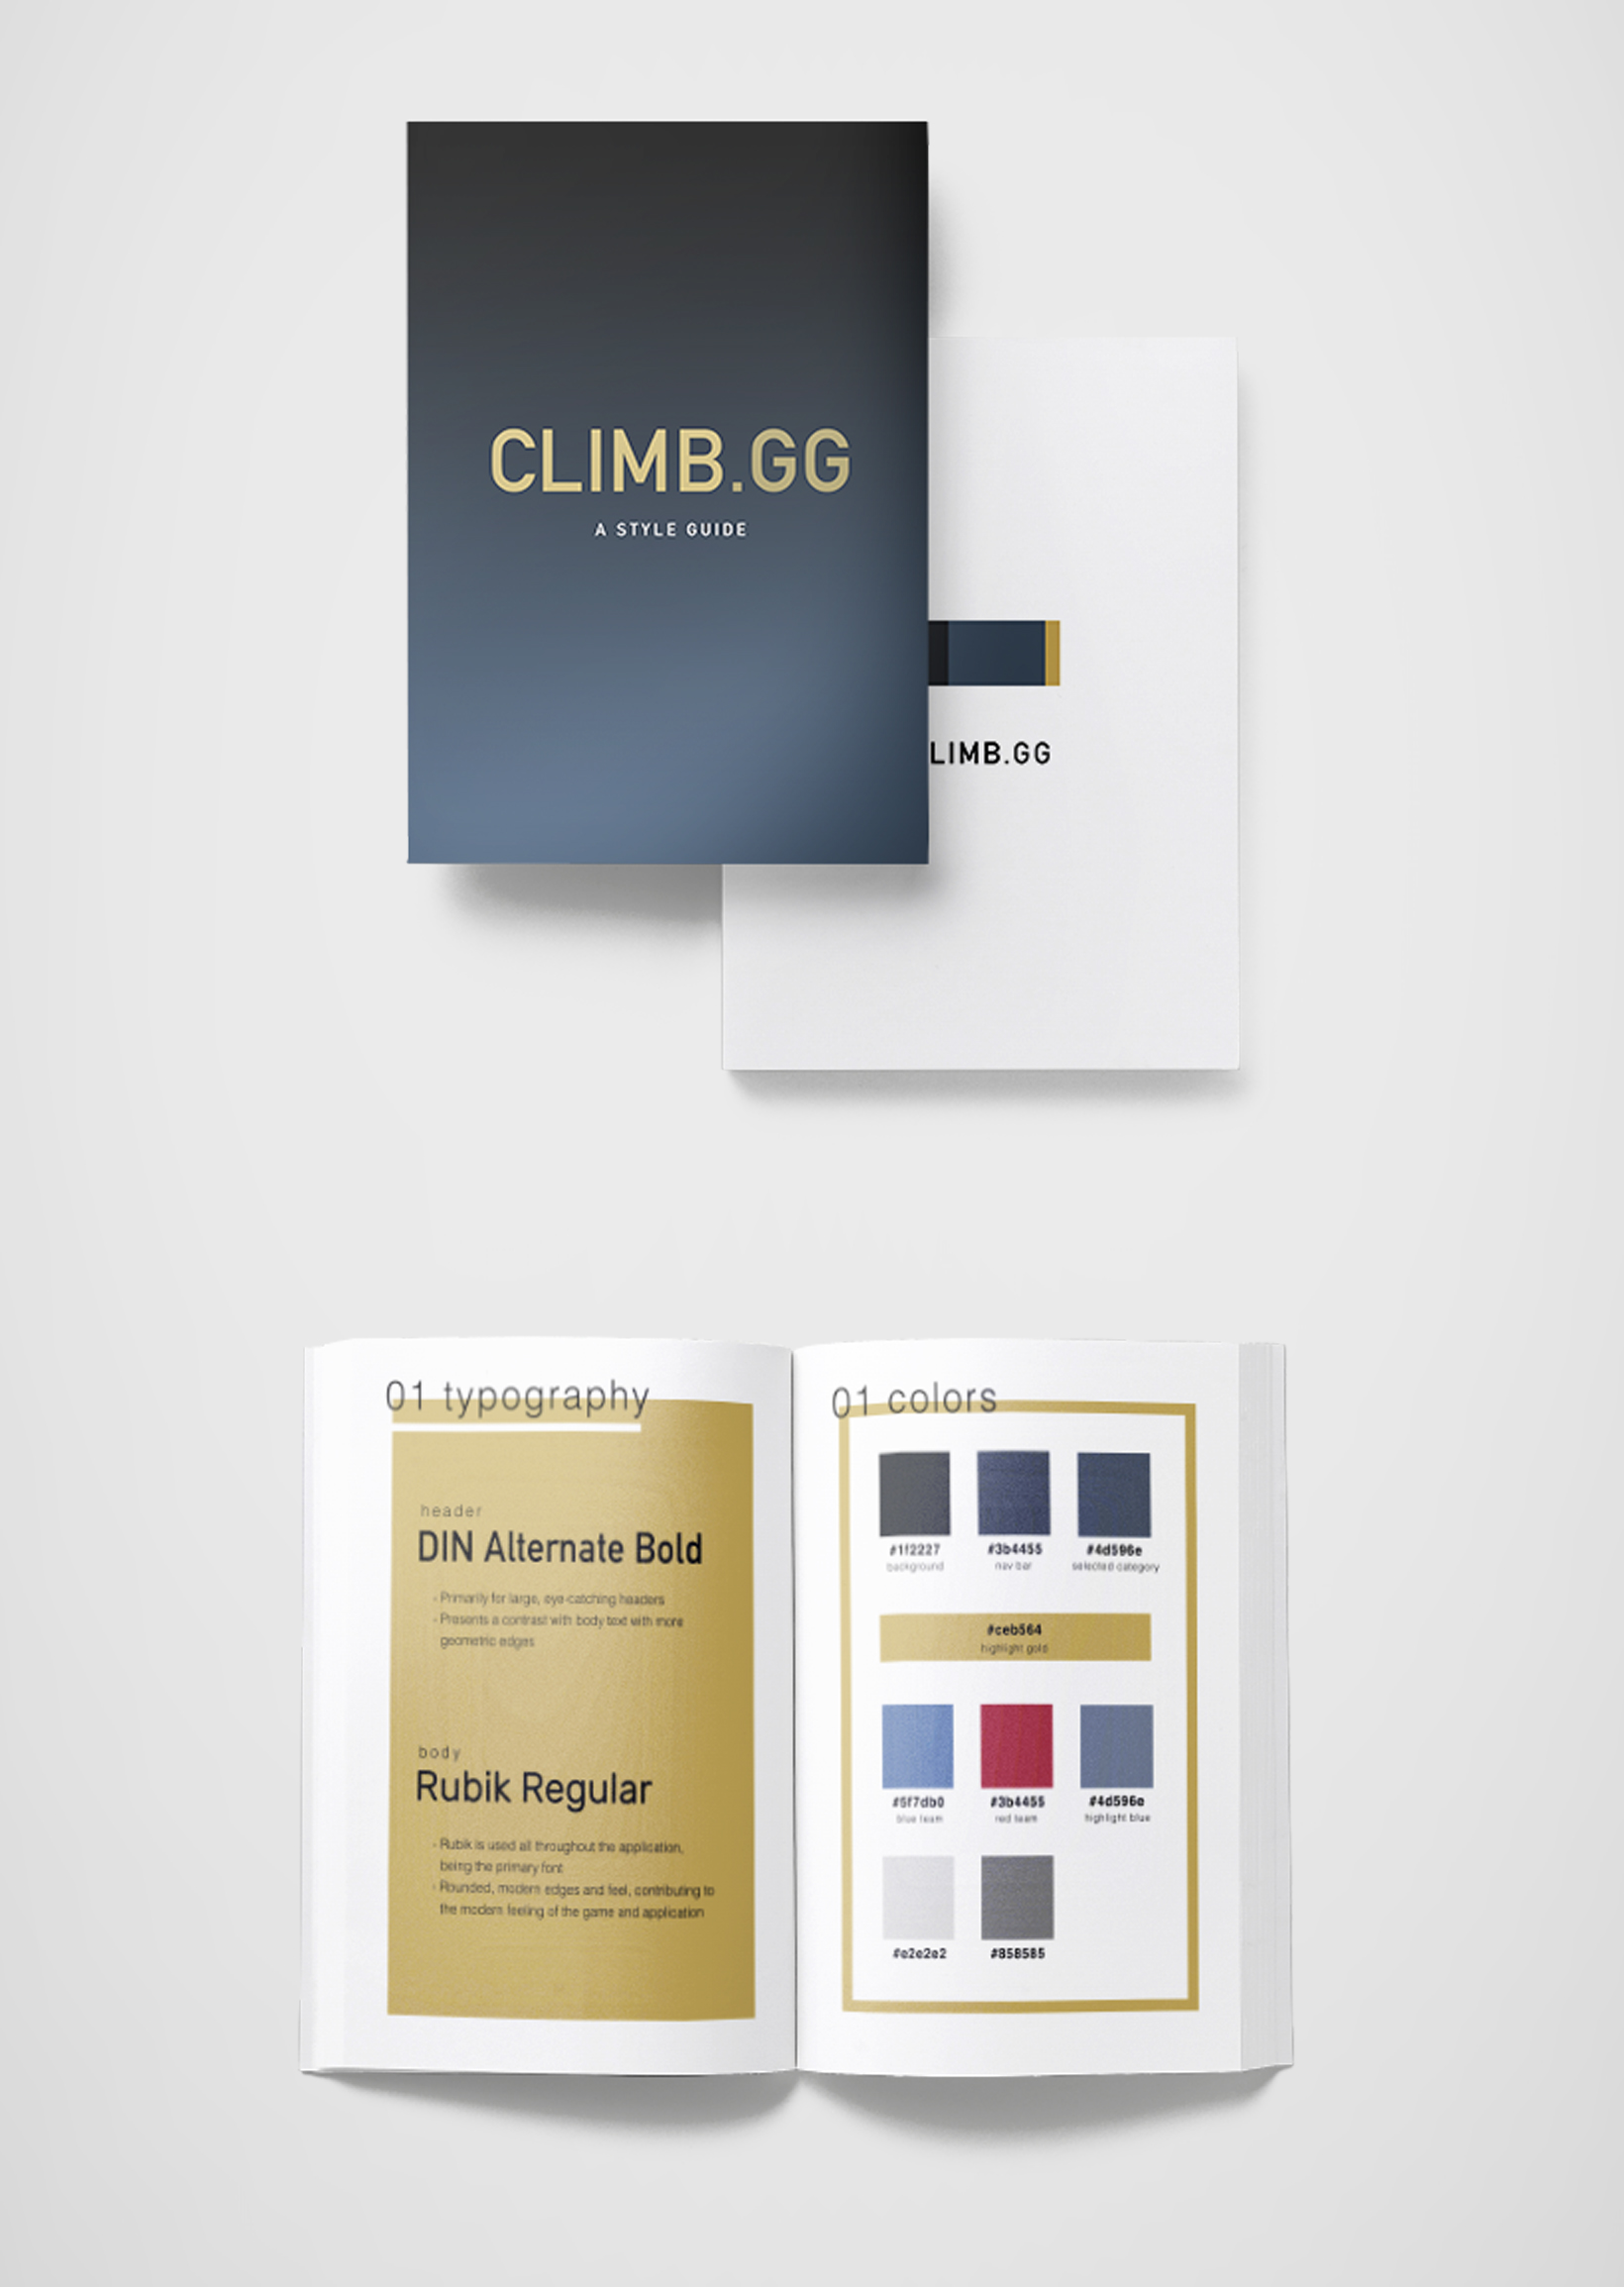 CLIMB.GG
A STYLE GUIDE
LIMB.GG
01 typography
header
DIN Alternate Bold
- Primarily for large, eye-catching headers
- Presents a contrast with body text with more
geometric edges
body
Rubik Regular
- Rubik is used all throughout the application,
being the primary font
- Rounded, modern edges and feel, contributing to
the modern feeling of the game and application
01 colors
#1f2227 #3b4455 #4d596e
background nav bar selected category
#ceb564
highlight gold
#5f7db0 #3b4455 #4d596e
blue team red team highlight blue
#e2e2e2 #858585